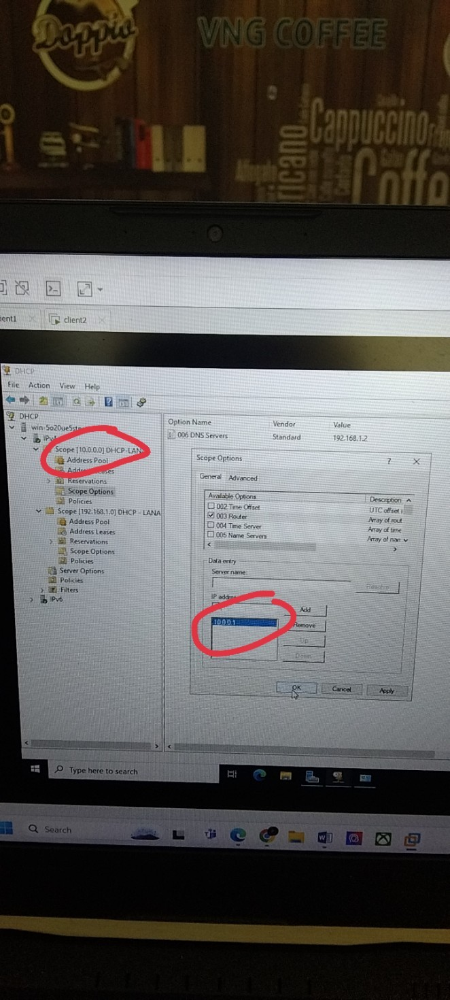 Doppio
VNG COFFEE
Cappuccino
ricano
Coffe
ient1
client2
DHCP
File Action View Help
DHCP
win-5o20ue5st
IPv4
Scope [10.0.0.0] DHCP-LAN
Address Pool
Address Leases
Reservations
Scope Options
Policies
Scope [192.168.1.0] DHCP - LANA
Address Pool
Address Leases
Reservations
Scope Options
Policies
Server Options
Policies
Filters
IPv6
Option Name Vendor Value
006 DNS Servers Standard 192.168.1.2
Scope Options ? X
General Advanced
Available Options Description
002 Time Offset UTC offset i
003 Router Array of rout
004 Time Server Array of time
005 Name Servers Array of nam
Data entry
Server name:
Resolve
IP addre
Add
10.0.0.1
Remove
Up
Down
OK Cancel Apply
Type here to search
Search